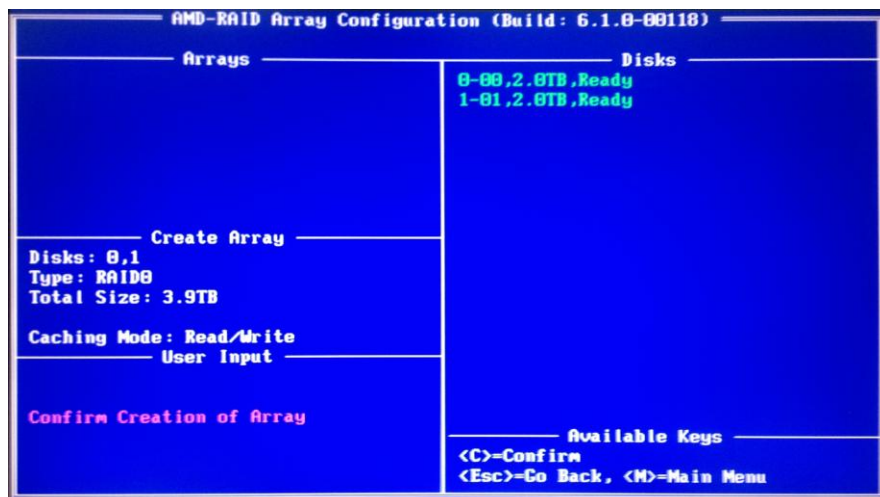 AMD-RAID Array Configuration (Build: 6.1.0-00118)
Arrays
Create Array
Disks: 0,1
Type: RAID0
Total Size: 3.9TB
Caching Mode: Read/Write
User Input
Confirm Creation of Array
Disks
0-00,2.0TB,Ready
1-01,2.0TB,Ready
Available Keys
<C>=Confirm
<Esc>=Go Back, <M>=Main Menu